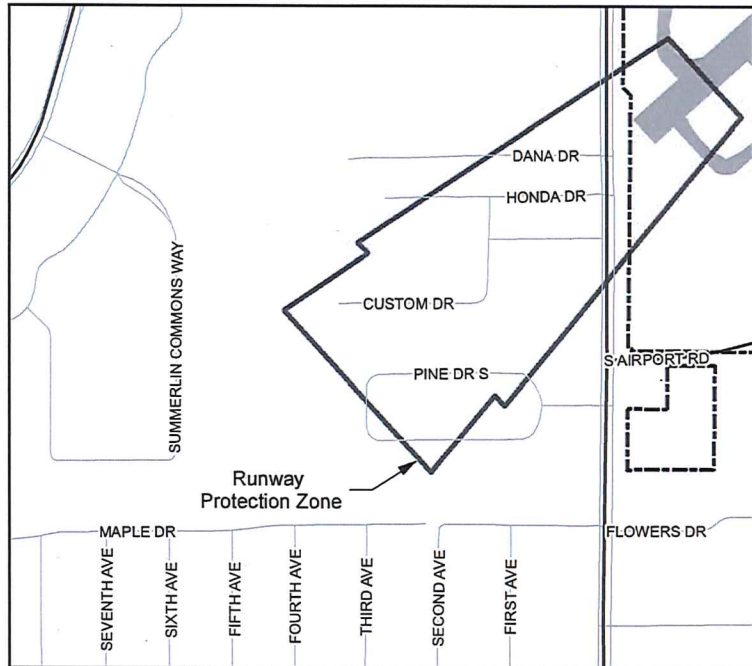 DANA DR
HONDA DR
SUMMERLIN COMMONS WAY
CUSTOM DR
S AIRPORT RD
PINE DR S
Runway
Protection Zone
MAPLE DR
FLOWERS DR
SEVENTH AVE
SIXTH AVE
FIFTH AVE
FOURTH AVE
THIRD AVE
SECOND AVE
FIRST AVE